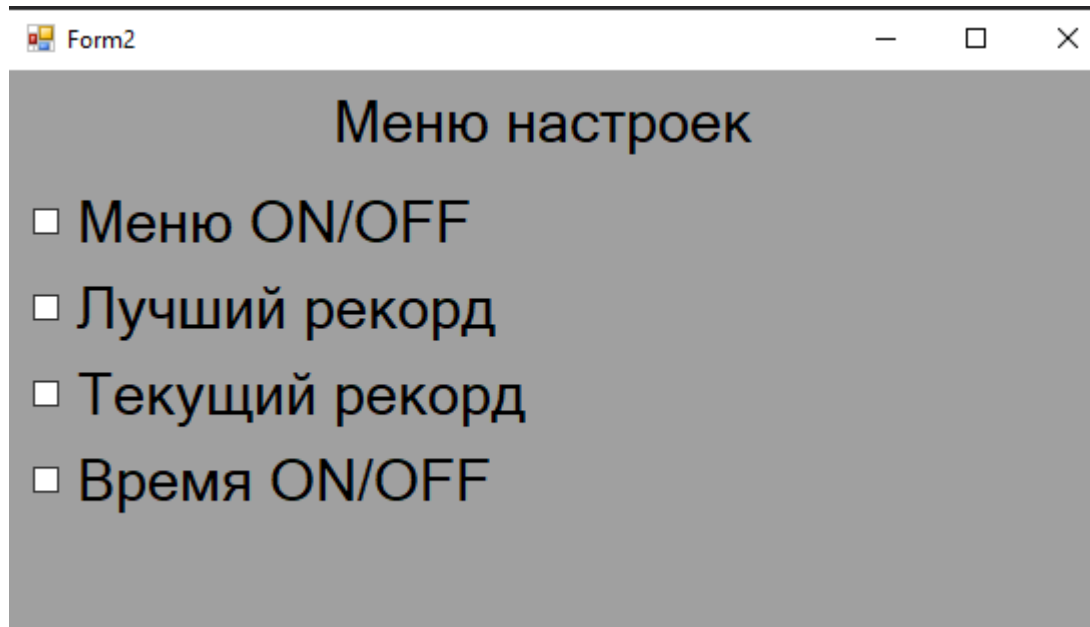 Form2
Меню настроек
Меню ON/OFF
Лучший рекорд
Текущий рекорд
Время ON/OFF